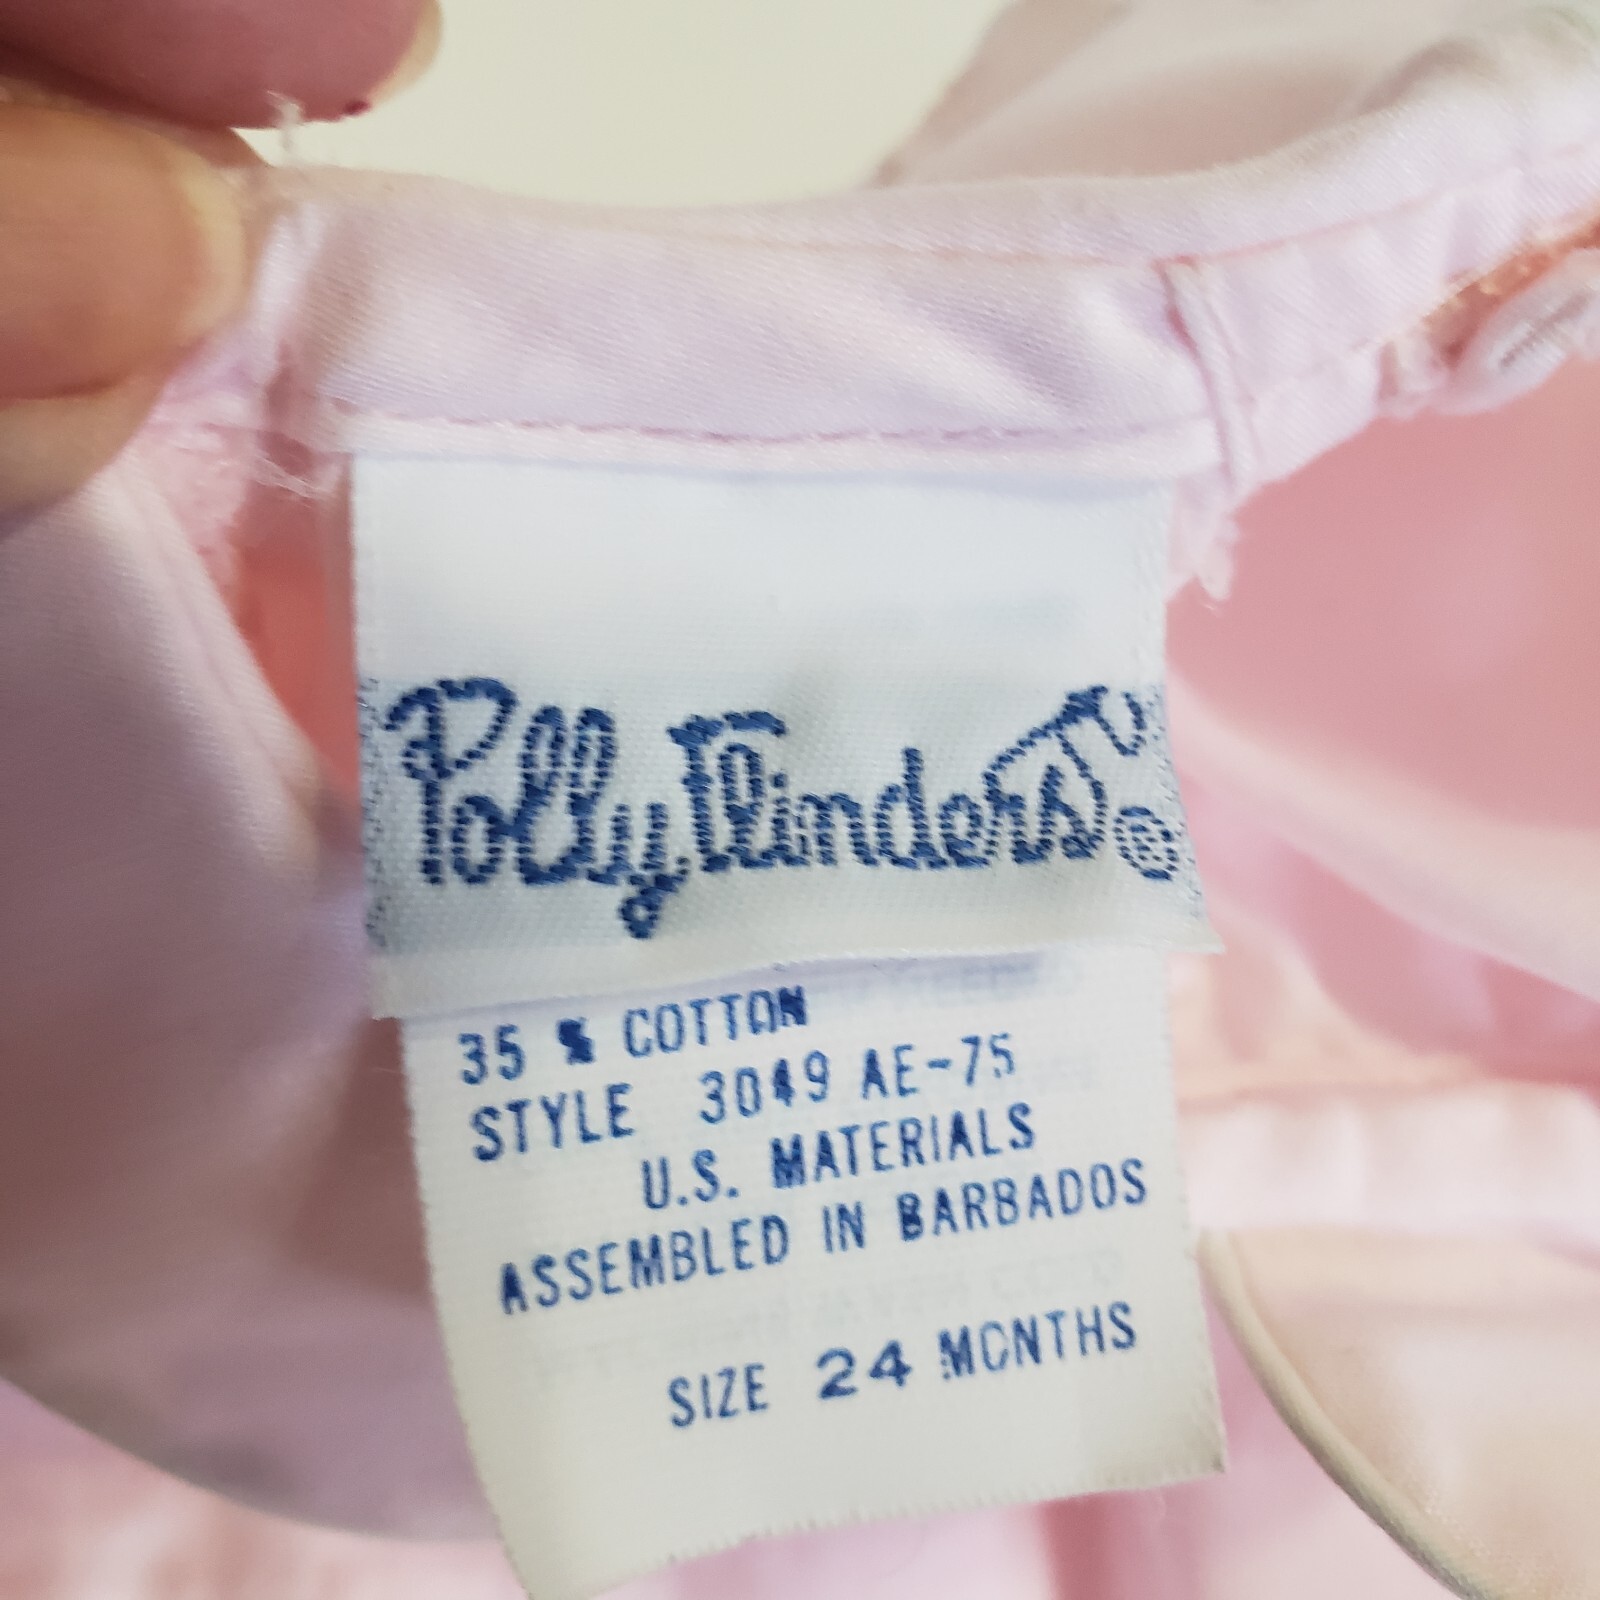 Polly Flinders ®
35 % COTTON
STYLE 3049 AE-75
U.S. MATERIALS
ASSEMBLED IN BARBADOS
SIZE 24 MONTHS